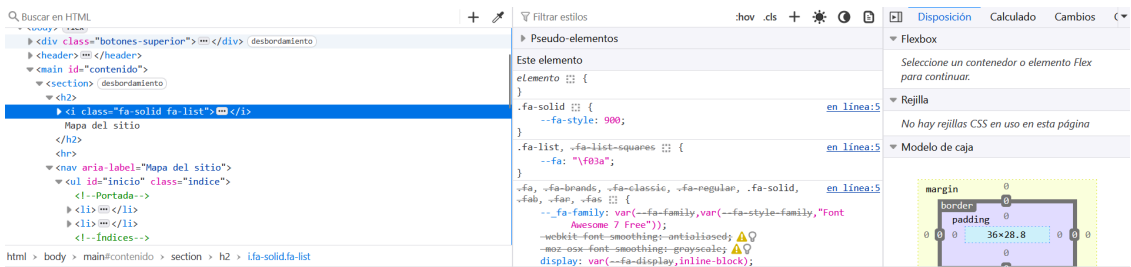 Buscar en HTML
<body> flex
<div class="botones-superior"> ⋯ </div> desbordamiento
<header> ⋯ </header>
<main id="contenido">
<section> desbordamiento
<h2>
<i class="fa-solid fa-list"> ⋯ </i>
Mapa del sitio
</h2>
<hr>
<nav aria-label="Mapa del sitio">
<ul id="inicio" class="indice">
<!--Portada-->
<li> ⋯ </li>
<li> ⋯ </li>
<!--Índices-->
html > body > main#contenido > section > h2 > i.fa-solid.fa-list
Filtrar estilos :hov .cls
Pseudo-elementos
Este elemento
elemento {
}
.fa-solid { en línea:5
--fa-style: 900;
}
.fa-list, .fa-list-squares { en línea:5
--fa: "\f03a";
}
.fa, .fa-brands, .fa-classic, .fa-regular, .fa-solid, en línea:5
.fab, .far, .fas {
--_fa-family: var(--fa-family,var(--fa-style-family,"Font
Awesome 7 Free"));
-webkit-font-smoothing: antialiased;
-moz-osx-font-smoothing: grayscale;
display: var(--fa-display,inline-block);
Disposición Calculado Cambios
Flexbox
Seleccione un contenedor o elemento Flex
para continuar.
Rejilla
No hay rejillas CSS en uso en esta página
Modelo de caja
margin 0
border 0
padding 0
0 0 0 36×28.8 0 0 0
0
0